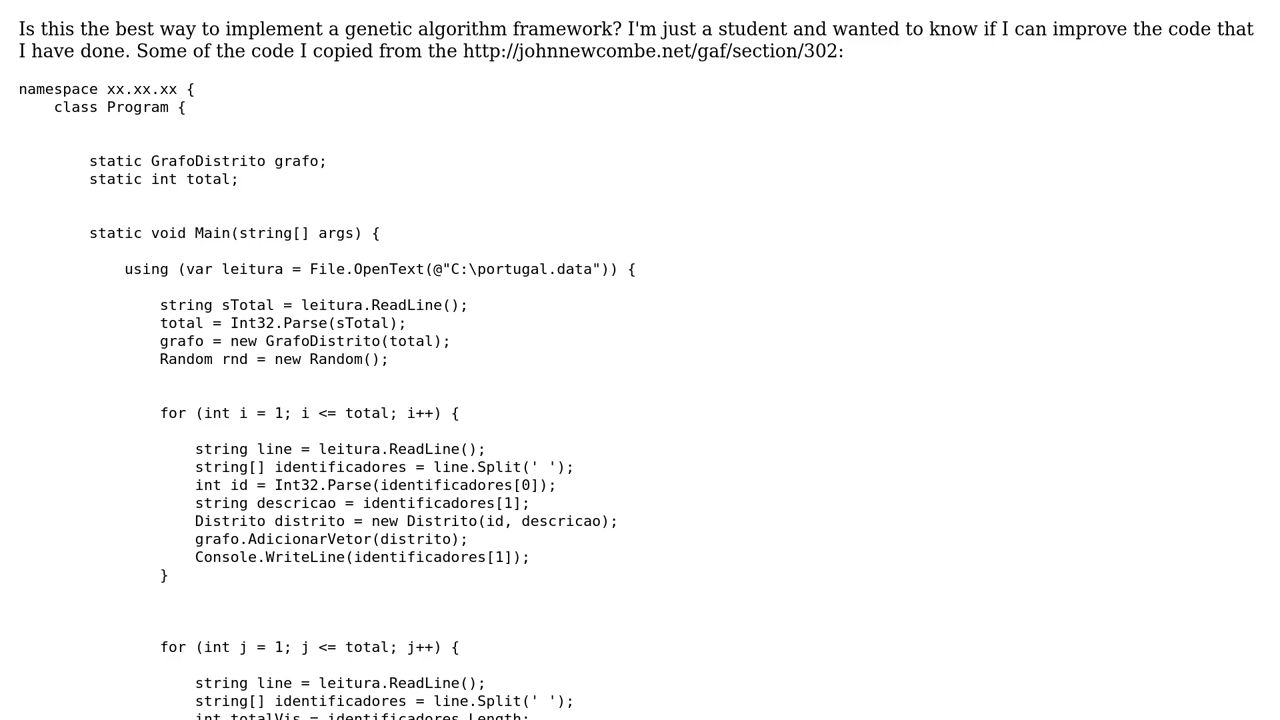 Is this the best way to implement a genetic algorithm framework? I'm just a student and wanted to know if I can improve the code that
I have done. Some of the code I copied from the http://johnnewcombe.net/gaf/section/302:
namespace xx.xx.xx {
    class Program {
        static GrafoDistrito grafo;
        static int total;
        static void Main(string[] args) {
            using (var leitura = File.OpenText(@"C:\portugal.data")) {
                string sTotal = leitura.ReadLine();
                total = Int32.Parse(sTotal);
                grafo = new GrafoDistrito(total);
                Random rnd = new Random();
                for (int i = 1; i <= total; i++) {
                    string line = leitura.ReadLine();
                    string[] identificadores = line.Split(' ');
                    int id = Int32.Parse(identificadores[0]);
                    string descricao = identificadores[1];
                    Distrito distrito = new Distrito(id, descricao);
                    grafo.AdicionarVetor(distrito);
                    Console.WriteLine(identificadores[1]);
                }
                for (int j = 1; j <= total; j++) {
                    string line = leitura.ReadLine();
                    string[] identificadores = line.Split(' ');
                    int totalVis = identificadores.Length;